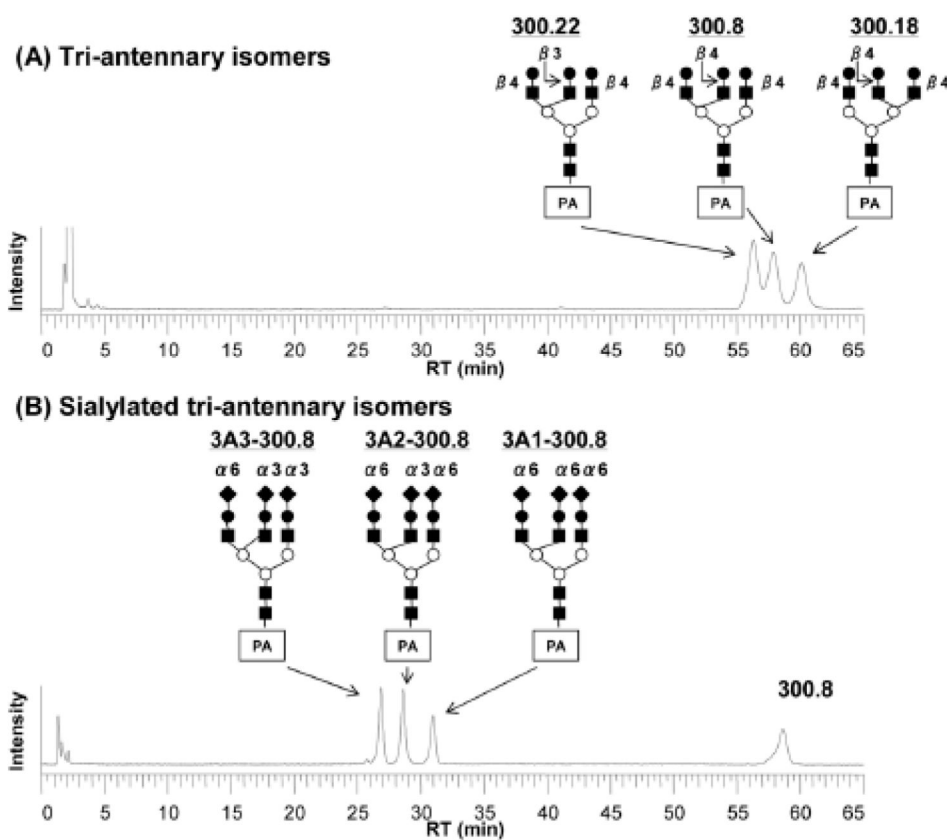 (A) Tri-antennary isomers
300.22 300.8 300.18
β3 β4 β4
β4 β4 β4 β4 β4 β4
PA PA PA
Intensity
0 5 10 15 20 25 30 35 40 45 50 55 60 65
RT (min)
(B) Sialylated tri-antennary isomers
3A3-300.8 3A2-300.8 3A1-300.8
α6 α3 α3 α6 α3 α6 α6 α6 α6
PA PA PA
300.8
Intensity
0 5 10 15 20 25 30 35 40 45 50 55 60 65
RT (min)